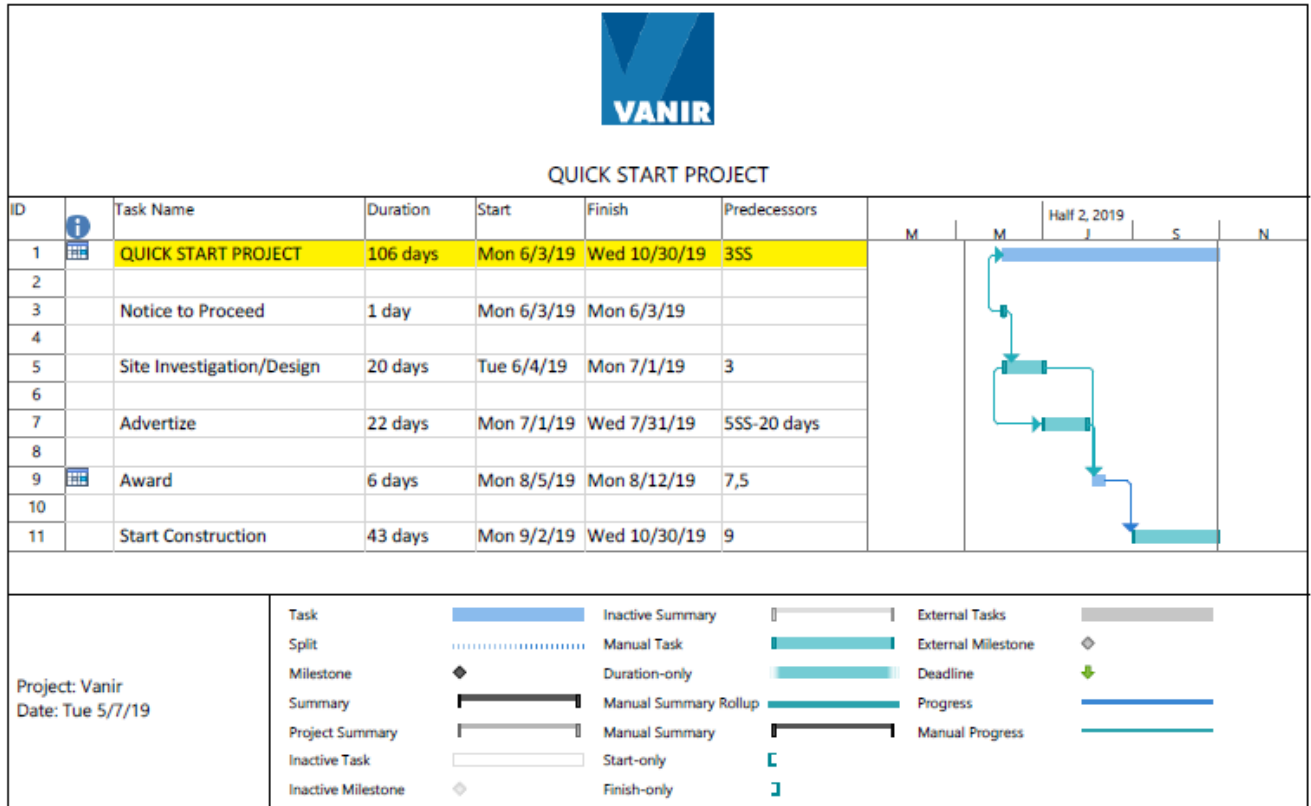 VANIR
QUICK START PROJECT
ID Task Name Duration Start Finish Predecessors Half 2, 2019
M M J S N
1 QUICK START PROJECT 106 days Mon 6/3/19 Wed 10/30/19 3SS
2
3 Notice to Proceed 1 day Mon 6/3/19 Mon 6/3/19
4
5 Site Investigation/Design 20 days Tue 6/4/19 Mon 7/1/19 3
6
7 Advertize 22 days Mon 7/1/19 Wed 7/31/19 5SS-20 days
8
9 Award 6 days Mon 8/5/19 Mon 8/12/19 7,5
10
11 Start Construction 43 days Mon 9/2/19 Wed 10/30/19 9
Project: Vanir
Date: Tue 5/7/19
Task Inactive Summary External Tasks
Split Manual Task External Milestone
Milestone Duration-only Deadline
Summary Manual Summary Rollup Progress
Project Summary Manual Summary Manual Progress
Inactive Task Start-only
Inactive Milestone Finish-only